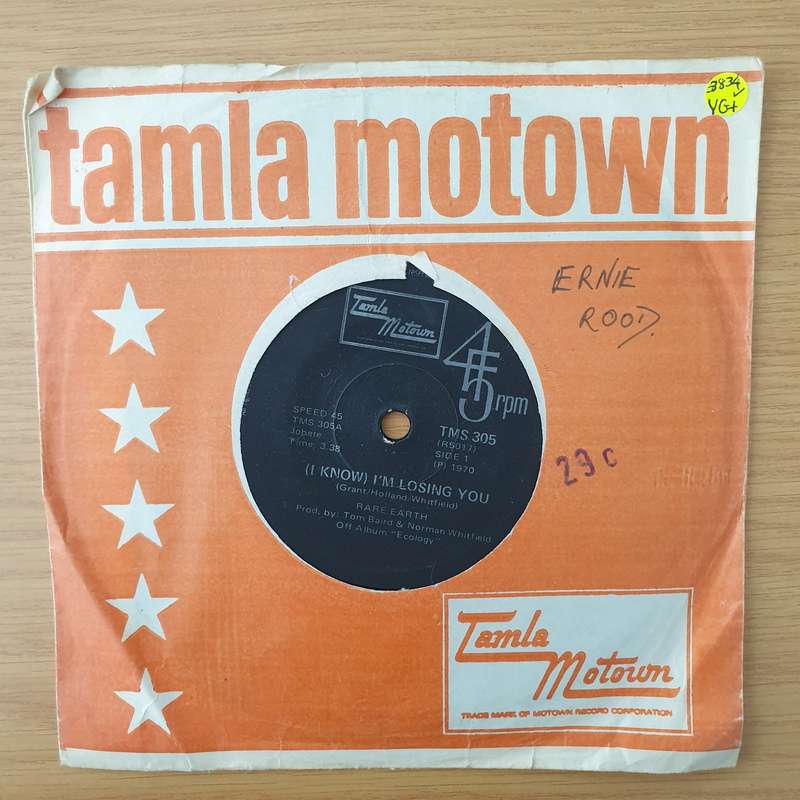 3834
VG+
tamla motown
ERNIE
ROOD.
Tamla
Motown
45 rpm
SPEED 45
TMS 305A
Jobete
Time: 3.38
TMS 305
(RS017)
SIDE 1
(P) 1970
(I KNOW) I'M LOSING YOU
(Grant/Holland/Whitfield)
RARE EARTH
Prod. by: Tom Baird & Norman Whitfield
Off Album "Ecology"
23 c
Tamla
Motown
TRADE MARK OF MOTOWN RECORD CORPORATION